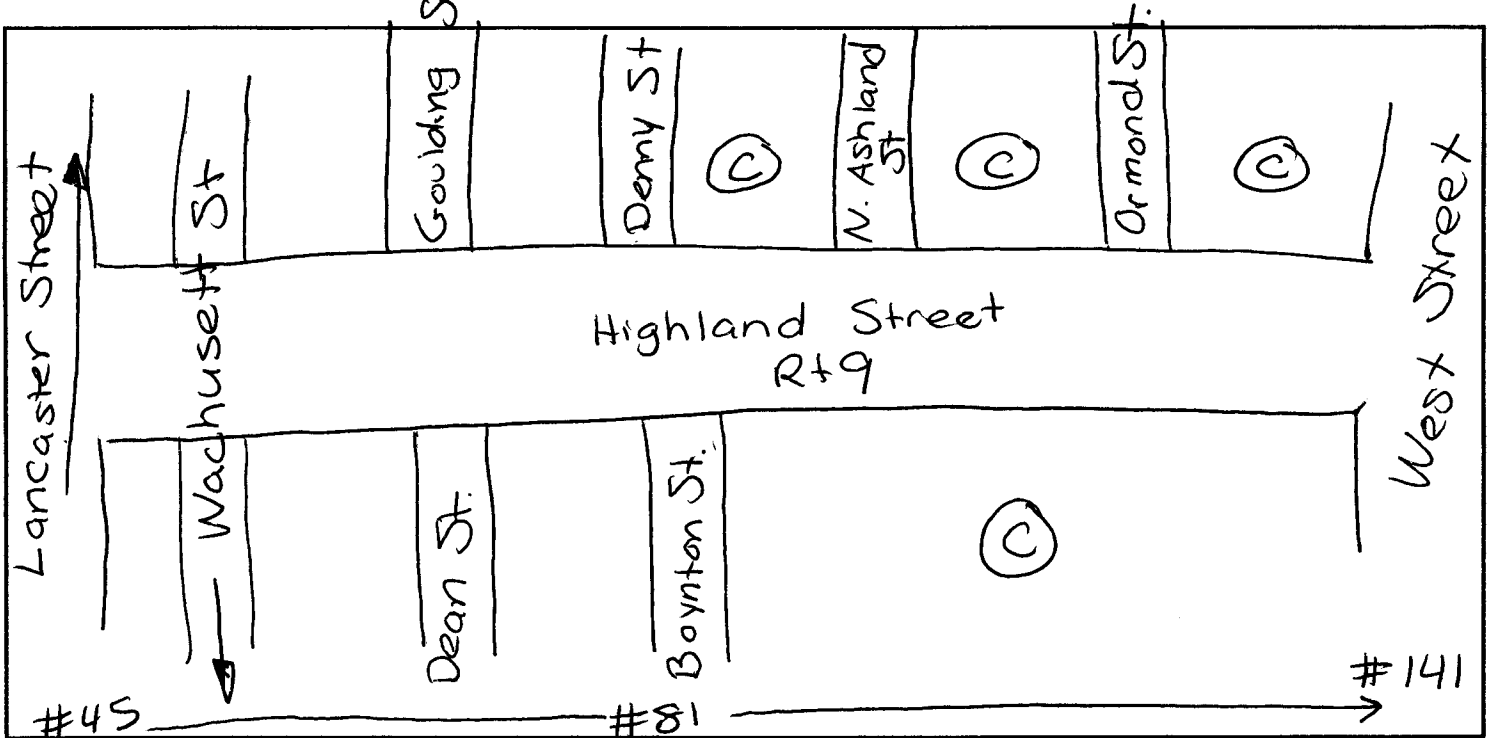 Lancaster Street
Wachusett St
Goulding S
Denny St
C
N. Ashland
St
C
Ormond St.
C
West Street
Highland Street
Rt 9
Dean St.
Boynton St.
C
#45
#81
#141